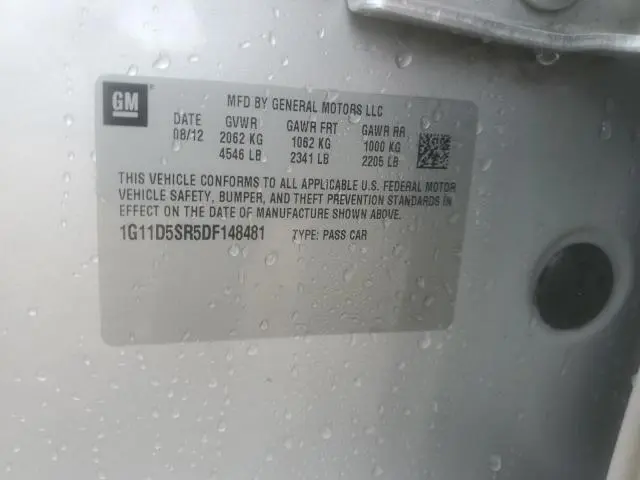 GM
MFD BY GENERAL MOTORS LLC
DATE GVWR GAWR FRT GAWR RR
08/12 2062 KG 1062 KG 1000 KG
4546 LB 2341 LB 2205 LB
THIS VEHICLE CONFORMS TO ALL APPLICABLE U.S. FEDERAL MOTOR
VEHICLE SAFETY, BUMPER, AND THEFT PREVENTION STANDARDS IN
EFFECT ON THE DATE OF MANUFACTURE SHOWN ABOVE.
1G11D5SR5DF148481 TYPE: PASS CAR